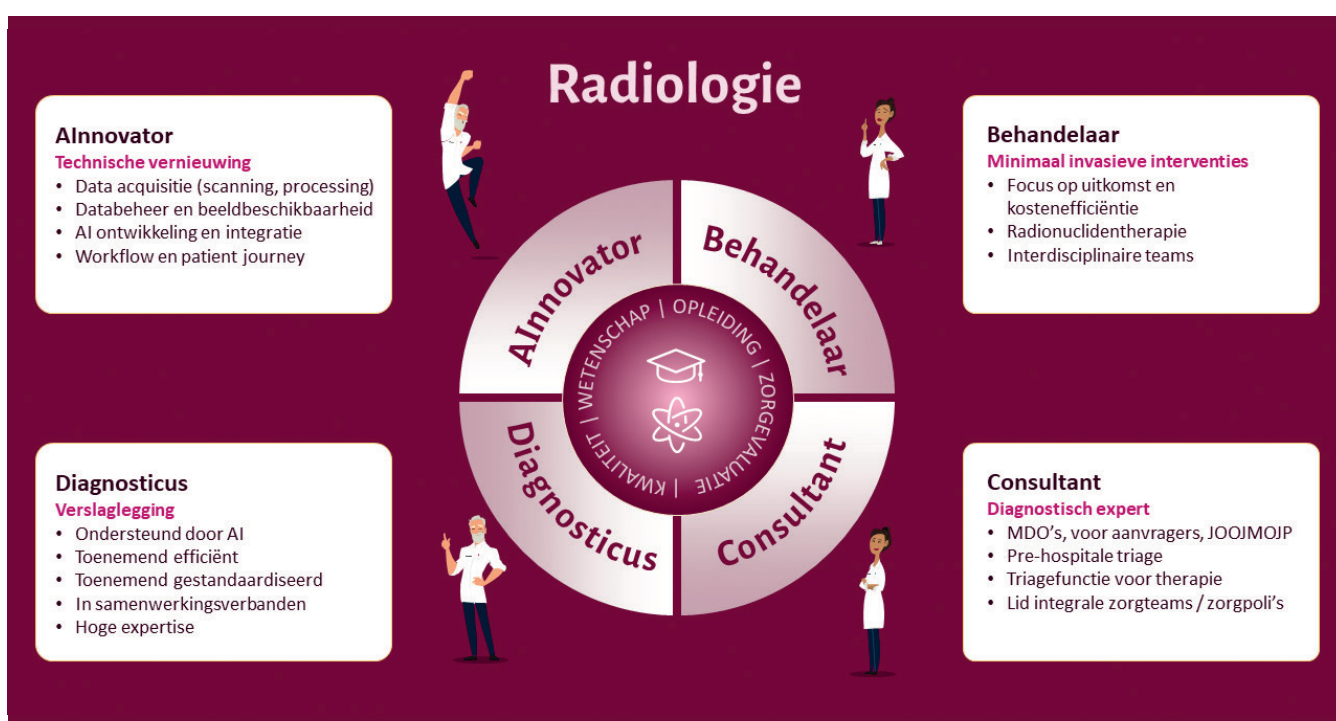 Radiologie
AInnovator
Technische vernieuwing
• Data acquisitie (scanning, processing)
• Databeheer en beeldbeschikbaarheid
• AI ontwikkeling en integratie
• Workflow en patient journey
Behandelaar
Minimaal invasieve interventies
• Focus op uitkomst en
kostenefficiëntie
• Radionuclidentherapie
• Interdisciplinaire teams
AInnovator
Behandelaar
Diagnosticus
Consultant
KWALITEIT | WETENSCHAP | OPLEIDING | ZORGEVALUATIE |
Diagnosticus
Verslaglegging
• Ondersteund door AI
• Toenemend efficiënt
• Toenemend gestandaardiseerd
• In samenwerkingsverbanden
• Hoge expertise
Consultant
Diagnostisch expert
• MDO’s, voor aanvragers, JOOJMOJP
• Pre-hospitale triage
• Triagefunctie voor therapie
• Lid integrale zorgteams / zorgpoli’s